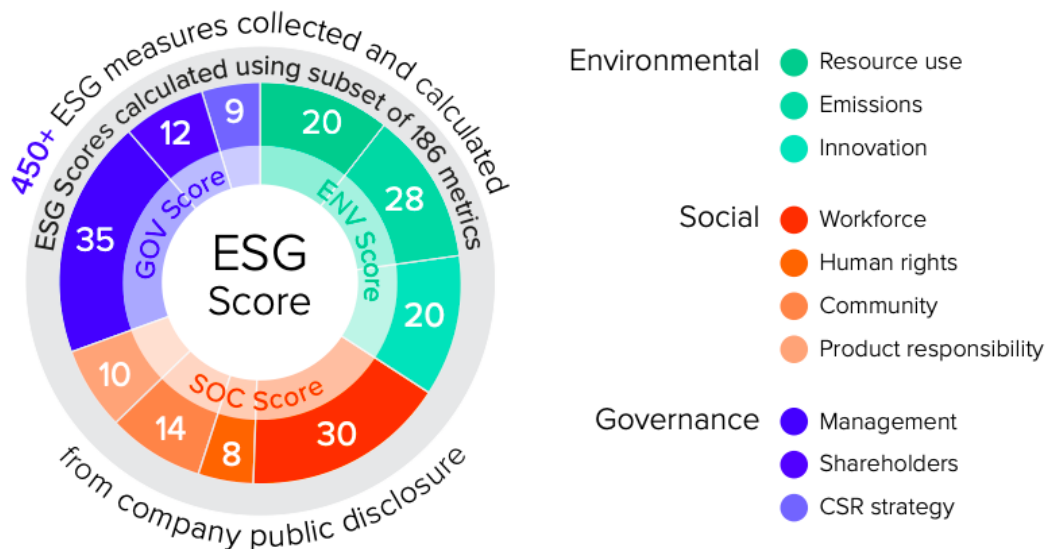 450+ ESG measures collected and calculated
ESG Scores calculated using subset of 186 metrics
9
20
12
28
35
20
10
14
8
30
GOV Score
ENV Score
SOC Score
ESG
Score
from company public disclosure
Environmental
Resource use
Emissions
Innovation
Social
Workforce
Human rights
Community
Product responsibility
Governance
Management
Shareholders
CSR strategy